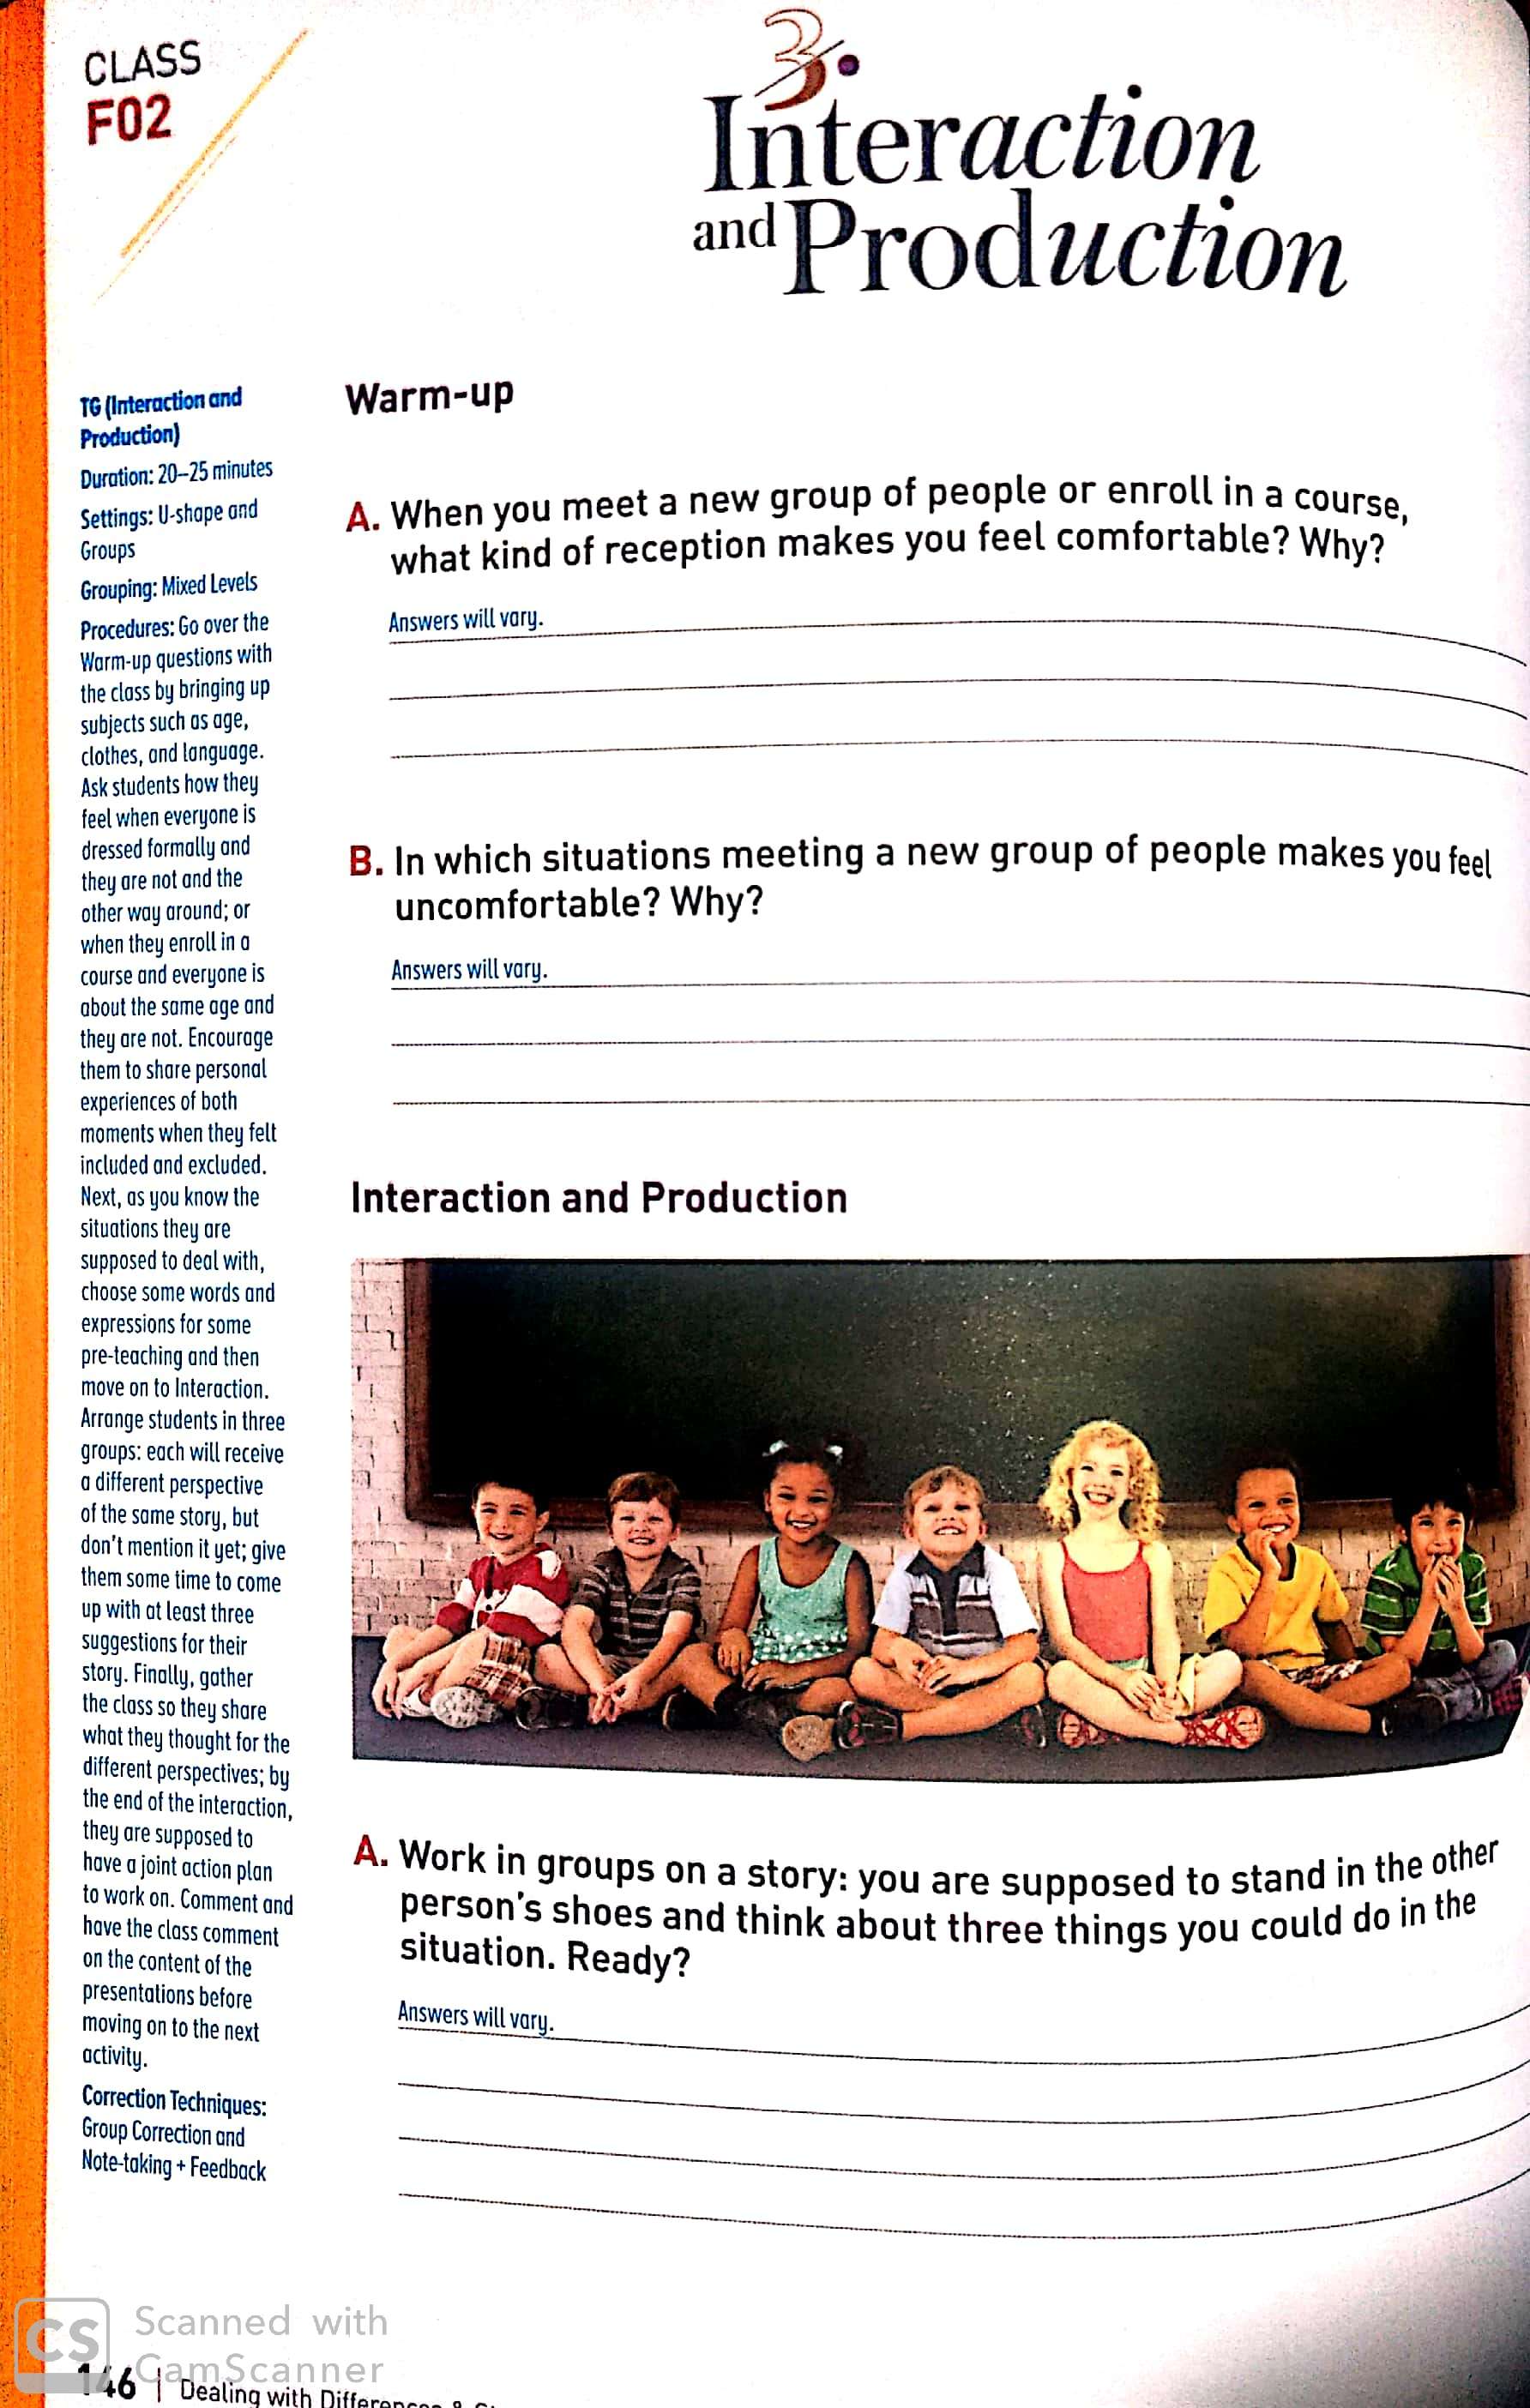 CLASS
F02
3.
Interaction
and Production
TG (Interaction and
Production)
Duration: 20–25 minutes
Settings: U-shape and
Groups
Grouping: Mixed Levels
Procedures: Go over the
Warm-up questions with
the class by bringing up
subjects such as age,
clothes, and language.
Ask students how they
feel when everyone is
dressed formally and
they are not and the
other way around; or
when they enroll in a
course and everyone is
about the same age and
they are not. Encourage
them to share personal
experiences of both
moments when they felt
included and excluded.
Next, as you know the
situations they are
supposed to deal with,
choose some words and
expressions for some
pre-teaching and then
move on to Interaction.
Arrange students in three
groups: each will receive
a different perspective
of the same story, but
don't mention it yet; give
them some time to come
up with at least three
suggestions for their
story. Finally, gather
the class so they share
what they thought for the
different perspectives; by
the end of the interaction,
they are supposed to
have a joint action plan
to work on. Comment and
have the class comment
on the content of the
presentations before
moving on to the next
activity.
Correction Techniques:
Group Correction and
Note-taking + Feedback
Warm-up
A. When you meet a new group of people or enroll in a course,
what kind of reception makes you feel comfortable? Why?
Answers will vary.
B. In which situations meeting a new group of people makes you feel
uncomfortable? Why?
Answers will vary.
Interaction and Production
A. Work in groups on a story: you are supposed to stand in the other
person's shoes and think about three things you could do in the
situation. Ready?
Answers will vary.
CS
Scanned with
CamScanner
146 | Dealing with